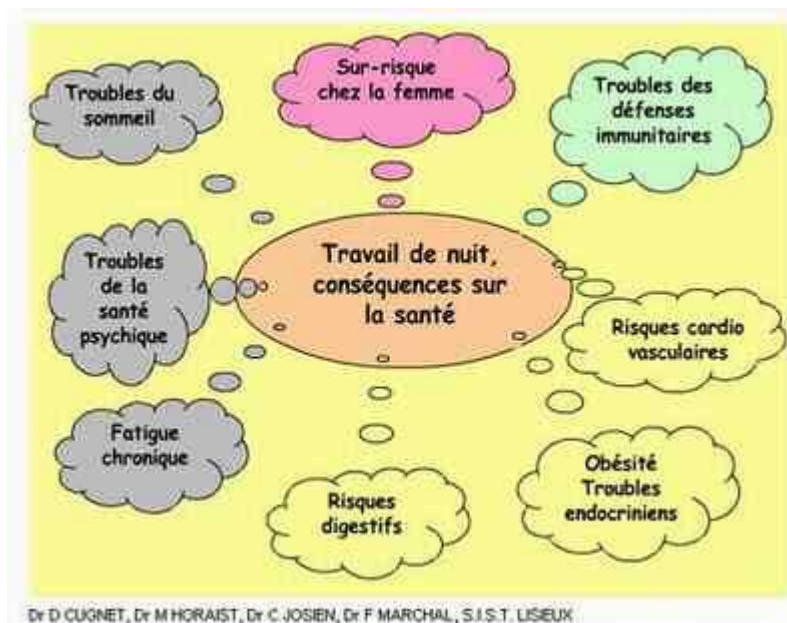 Troubles du
sommeil
Sur-risque
chez la femme
Troubles des
défenses
immunitaires
Troubles
de la
santé
psychique
Travail de nuit,
conséquences sur
la santé
Risques cardio
vasculaires
Fatigue
chronique
Risques
digestifs
Obésité
Troubles
endocriniens
Dr D CUGNET, Dr M HORAIST, Dr C JOSIEN, Dr F MARCHAL, S.I.S.T. LISIEUX